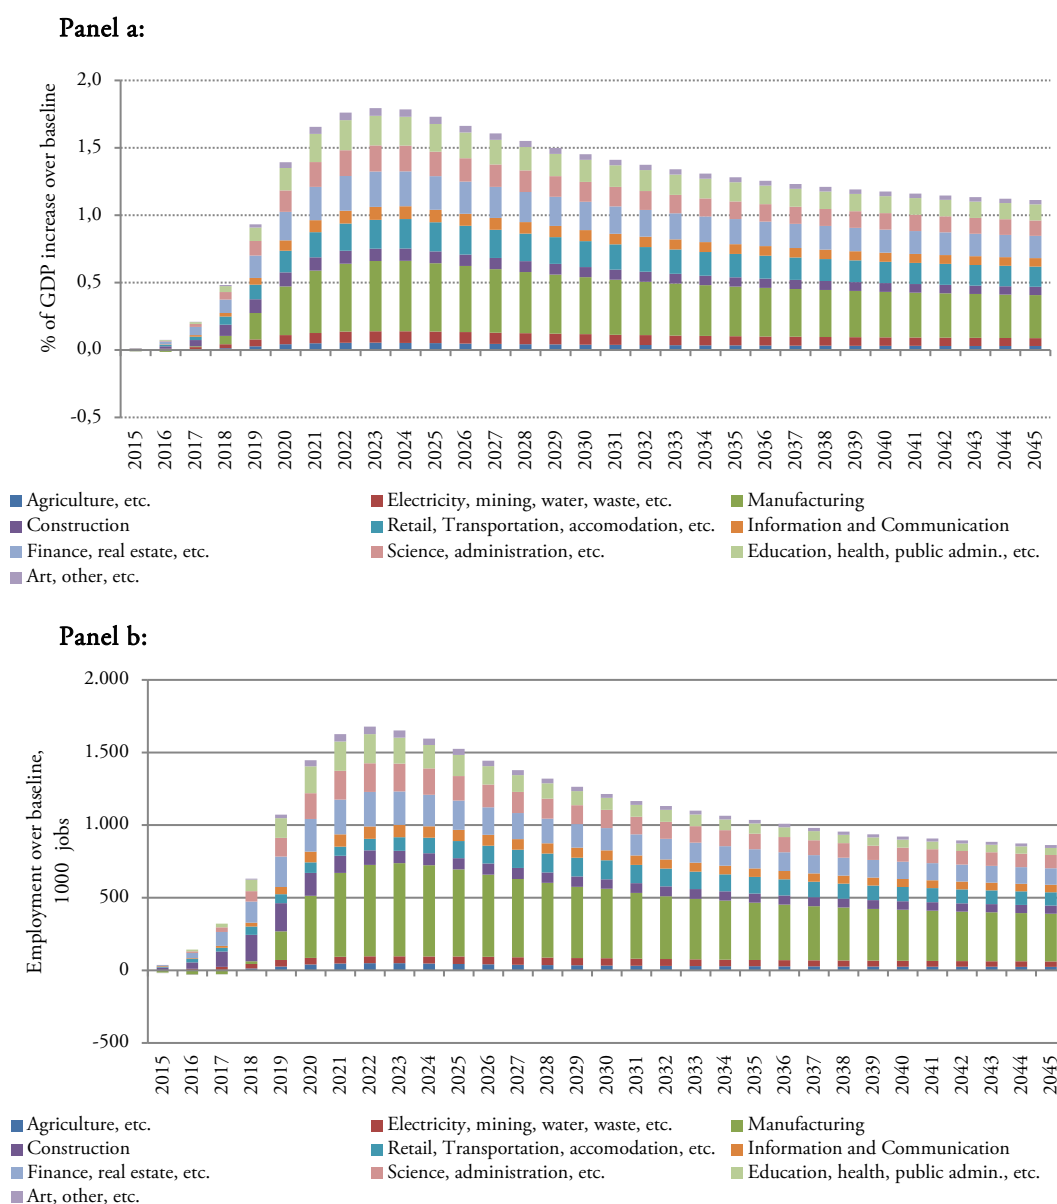 Panel a:
% of GDP increase over baseline
2,0
1,5
1,0
0,5
0,0
-0,5
2015 2016 2017 2018 2019 2020 2021 2022 2023 2024 2025 2026 2027 2028 2029 2030 2031 2032 2033 2034 2035 2036 2037 2038 2039 2040 2041 2042 2043 2044 2045
Agriculture, etc. Electricity, mining, water, waste, etc. Manufacturing
Construction Retail, Transportation, accomodation, etc. Information and Communication
Finance, real estate, etc. Science, administration, etc. Education, health, public admin., etc.
Art, other, etc.
Panel b:
Employment over baseline,
1000 jobs
2.000
1.500
1.000
500
0
-500
2015 2016 2017 2018 2019 2020 2021 2022 2023 2024 2025 2026 2027 2028 2029 2030 2031 2032 2033 2034 2035 2036 2037 2038 2039 2040 2041 2042 2043 2044 2045
Agriculture, etc. Electricity, mining, water, waste, etc. Manufacturing
Construction Retail, Transportation, accomodation, etc. Information and Communication
Finance, real estate, etc. Science, administration, etc. Education, health, public admin., etc.
Art, other, etc.